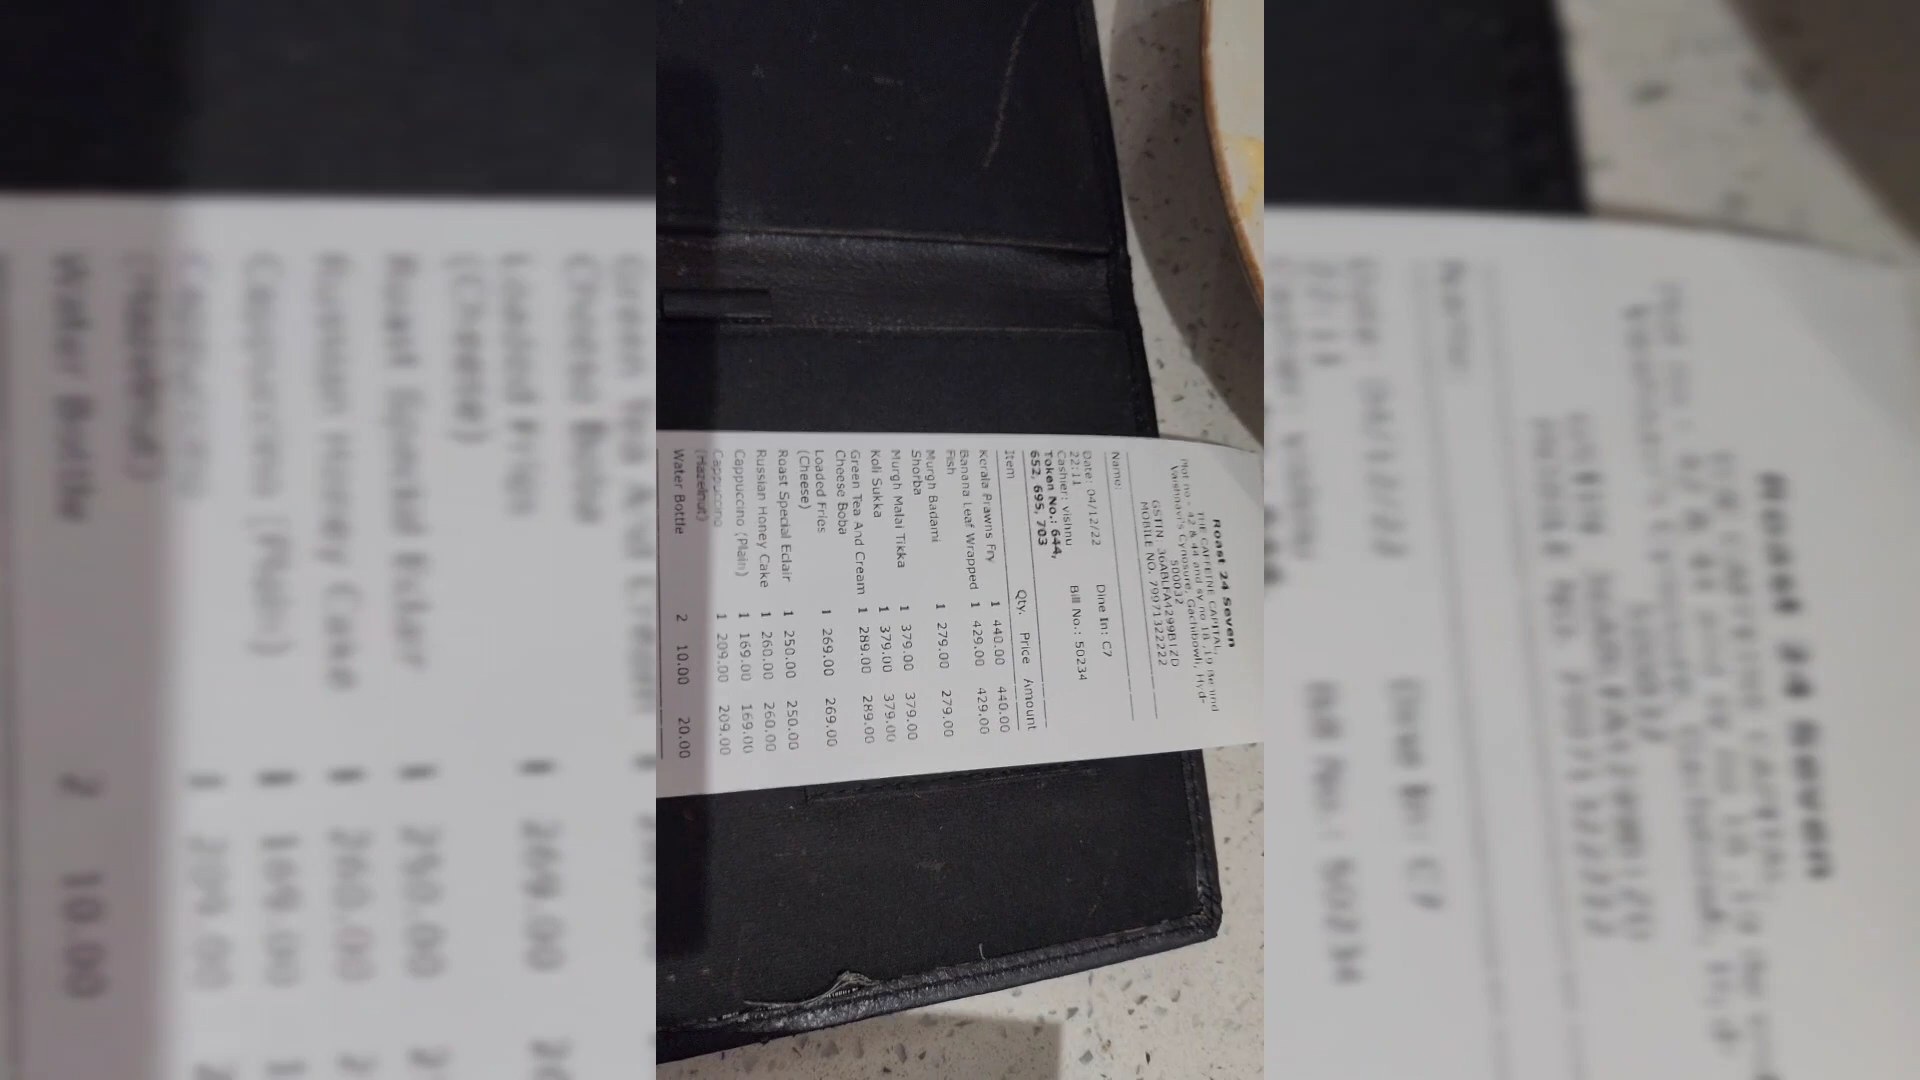 Roast 24 Seven
THE CAFFEINE CAPITAL,
Plot no - 42 & 44 and sy no 18 ,19 Behind
Vaishnavi's Cynosure, Gachibowli, Hyd-
500032
GSTIN: 36ABLFA4299B1ZD
MOBILE NO. 79971322222
Name:
Date: 04/12/22 Dine In: C7
22:11
Cashier: vishnu Bill No.: 50234
Token No.: 644,
652, 695, 703
Item Qty. Price Amount
Kerala Prawns Fry 1 440.00 440.00
Banana Leaf Wrapped 1 429.00 429.00
Fish
Murgh Badami 1 279.00 279.00
Shorba
Murgh Malai Tikka 1 379.00 379.00
Koli Sukka 1 379.00 379.00
Green Tea And Cream 1 289.00 289.00
Cheese Boba
Loaded Fries 1 269.00 269.00
(Cheese)
Roast Special Eclair 1 250.00 250.00
Russian Honey Cake 1 260.00 260.00
Cappuccino (Plain) 1 169.00 169.00
Cappuccino 1 209.00 209.00
(Hazelnut)
Water Bottle 2 10.00 20.00